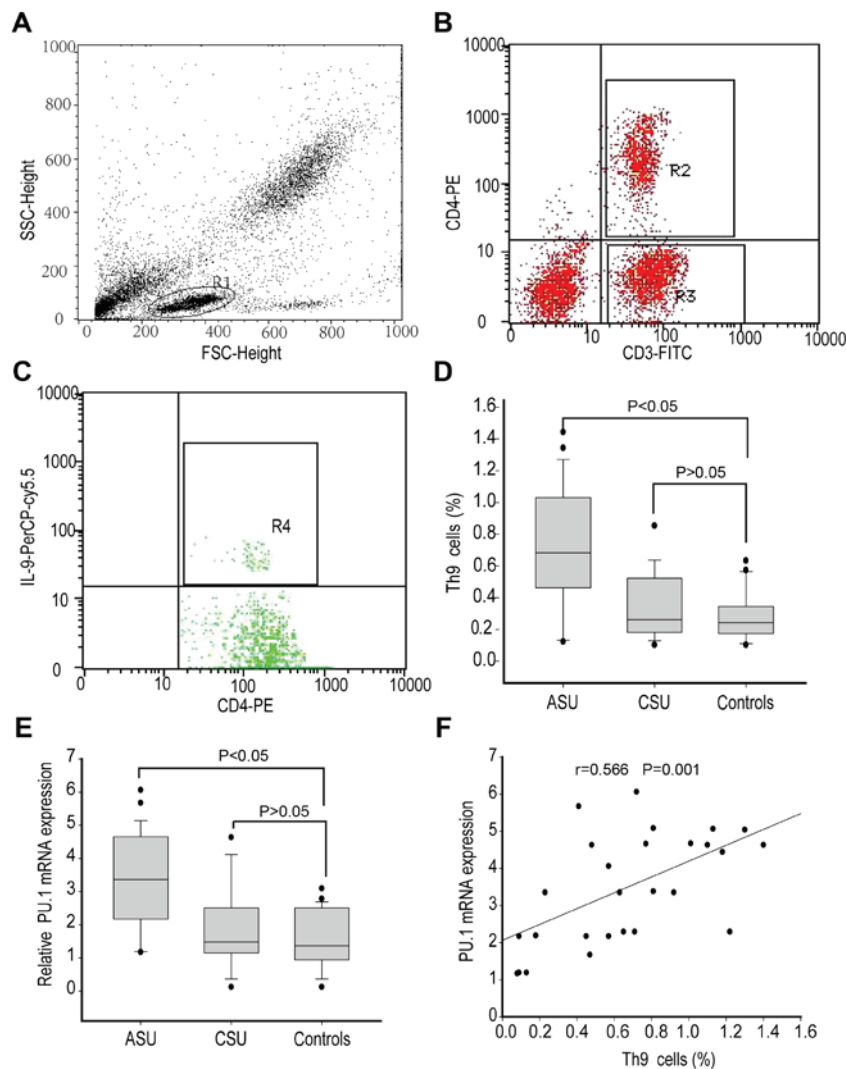 A
1000
800
600
400
200
0
SSC-Height
R1
0 200 400 600 800 1000
FSC-Height
B
10000
1000
100
10
0
CD4-PE
R2
R3
0 10 100 1000 10000
CD3-FITC
C
10000
1000
100
10
0
IL-9-PerCP-cy5.5
R4
0 10 100 1000 10000
CD4-PE
D
1.6
1.4
1.2
1.0
0.8
0.6
0.4
0.2
0.0
Th9 cells (%)
P<0.05
P>0.05
ASU CSU Controls
E
7
6
5
4
3
2
1
0
Relative PU.1 mRNA expression
P<0.05
P>0.05
ASU CSU Controls
F
7
6
5
4
3
2
1
0
PU.1 mRNA expression
r=0.566 P=0.001
0.0 0.2 0.4 0.6 0.8 1.0 1.2 1.4 1.6
Th9 cells (%)